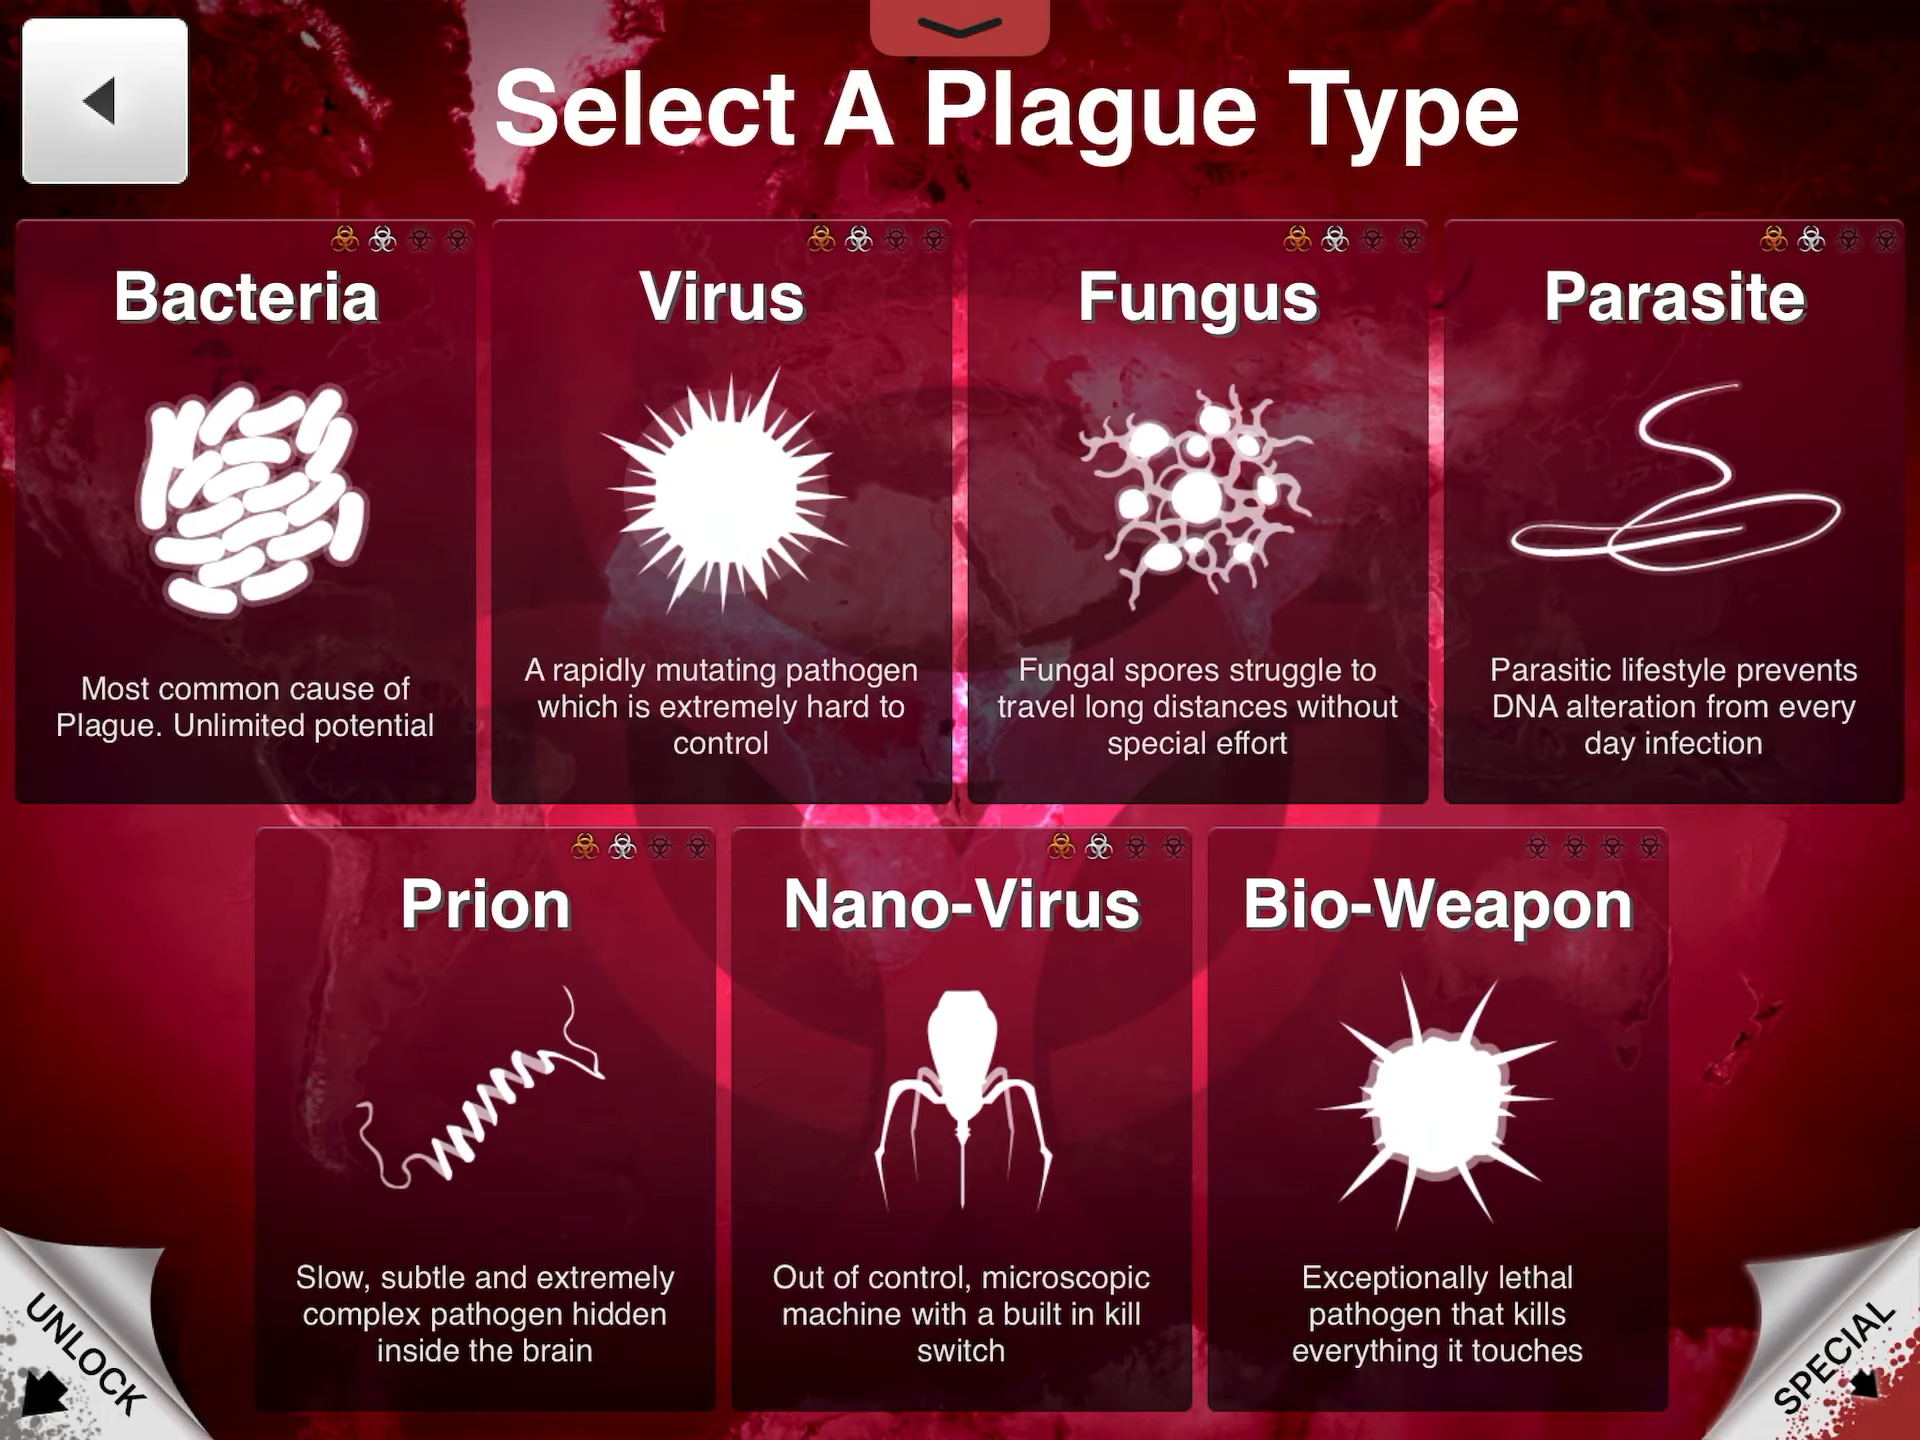 Select A Plague Type
Bacteria
Most common cause of
Plague. Unlimited potential
Virus
A rapidly mutating pathogen
which is extremely hard to
control
Fungus
Fungal spores struggle to
travel long distances without
special effort
Parasite
Parasitic lifestyle prevents
DNA alteration from every
day infection
Prion
Slow, subtle and extremely
complex pathogen hidden
inside the brain
Nano-Virus
Out of control, microscopic
machine with a built in kill
switch
Bio-Weapon
Exceptionally lethal
pathogen that kills
everything it touches
UNLOCK
SPECIAL